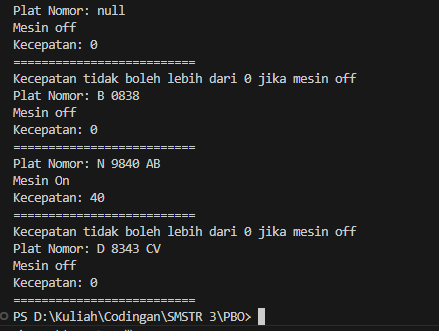 Plat Nomor: null
Mesin off
Kecepatan: 0
==========================
Kecepatan tidak boleh lebih dari 0 jika mesin off
Plat Nomor: B 0838
Mesin off
Kecepatan: 0
==========================
Plat Nomor: N 9840 AB
Mesin On
Kecepatan: 40
==========================
Kecepatan tidak boleh lebih dari 0 jika mesin off
Plat Nomor: D 8343 CV
Mesin off
Kecepatan: 0
==========================
PS D:\Kuliah\Codingan\SMSTR 3\PBO>